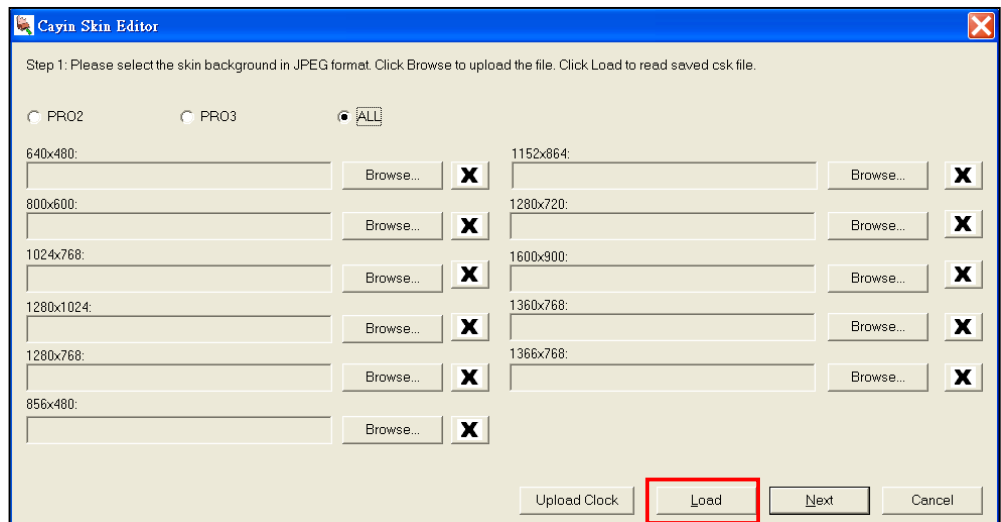 Cayin Skin Editor
Step 1: Please select the skin background in JPEG format. Click Browse to upload the file. Click Load to read saved csk file.
PRO2 PRO3 ALL
640x480: 1152x864:
Browse... X Browse... X
800x600: 1280x720:
Browse... X Browse... X
1024x768: 1600x900:
Browse... X Browse... X
1280x1024: 1360x768:
Browse... X Browse... X
1280x768: 1366x768:
Browse... X Browse... X
856x480:
Browse... X
Upload Clock Load Next Cancel